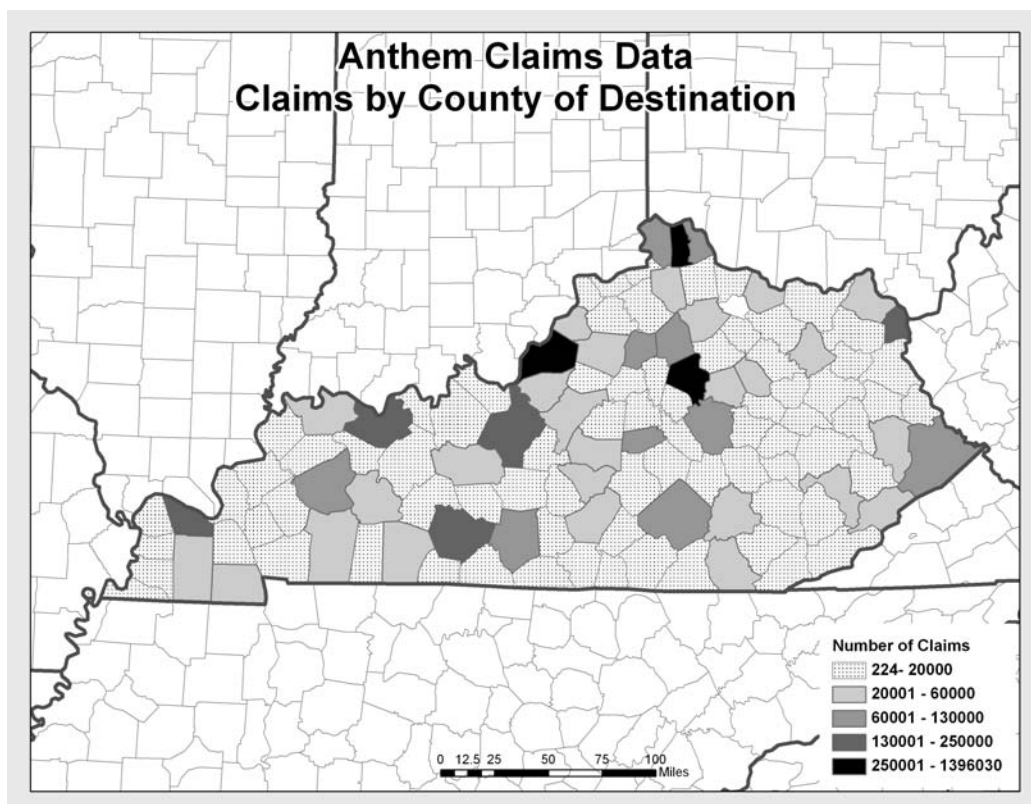 Anthem Claims Data
Claims by County of Destination
Number of Claims
224- 20000
20001 - 60000
60001 - 130000
130001 - 250000
250001 - 1396030
0 12.5 25 50 75 100
Miles